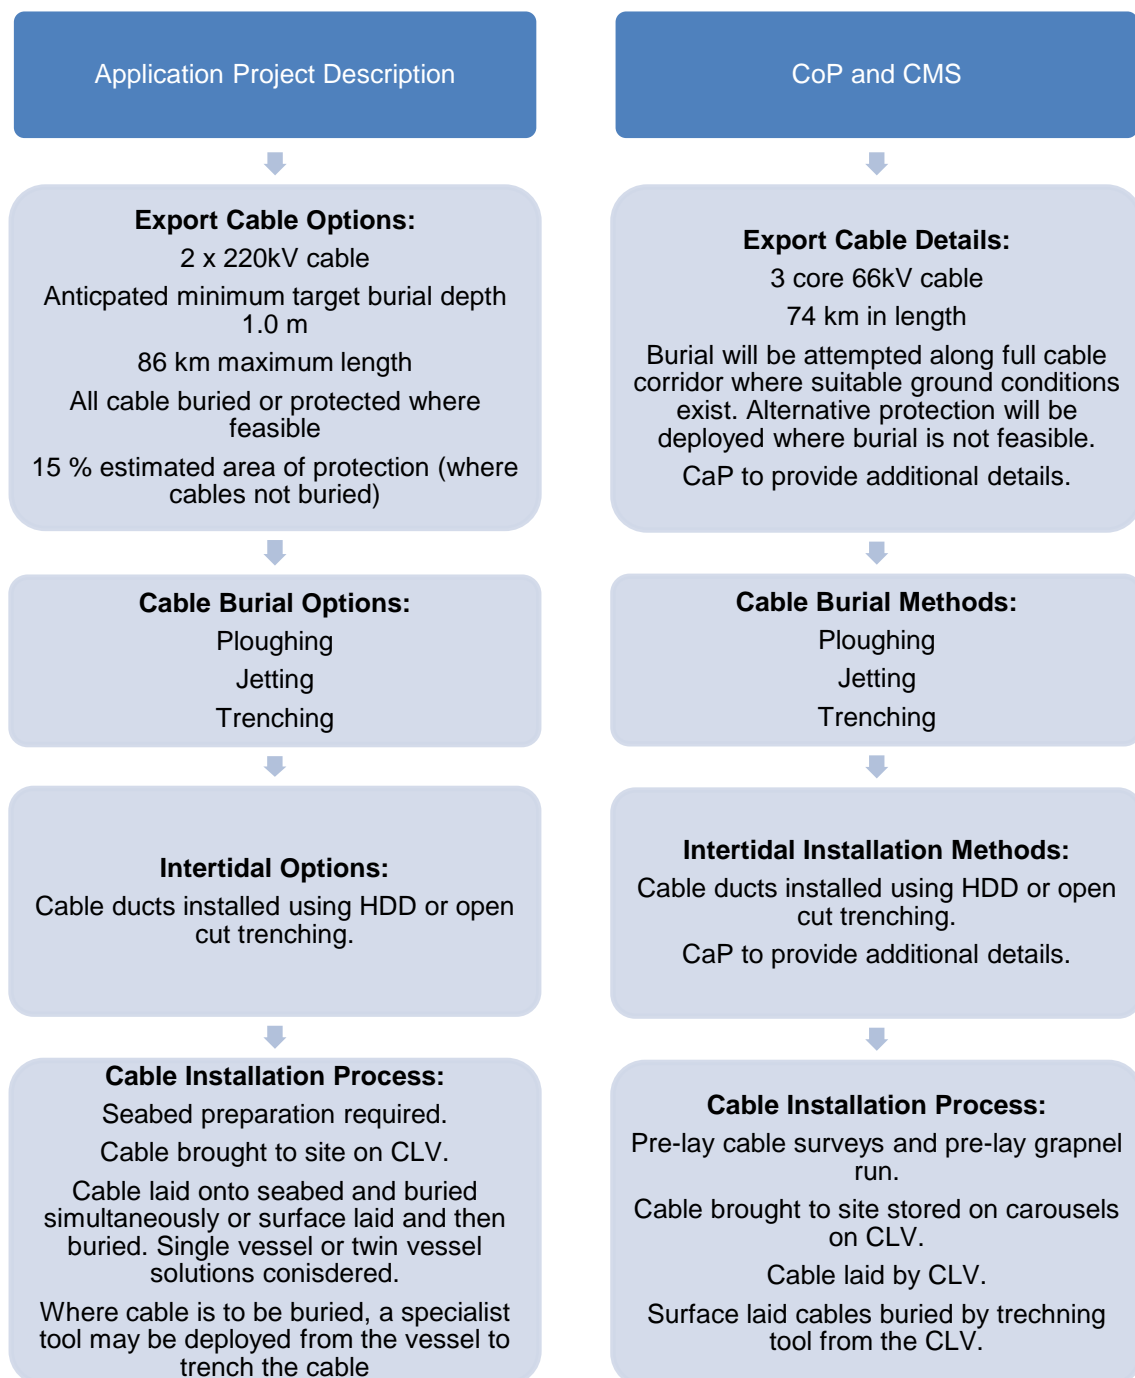 Application Project Description
Export Cable Options:
2 x 220kV cable
Anticpated minimum target burial depth
1.0 m
86 km maximum length
All cable buried or protected where
feasible
15 % estimated area of protection (where
cables not buried)
Cable Burial Options:
Ploughing
Jetting
Trenching
Intertidal Options:
Cable ducts installed using HDD or open
cut trenching.
Cable Installation Process:
Seabed preparation required.
Cable brought to site on CLV.
Cable laid onto seabed and buried
simultaneously or surface laid and then
buried. Single vessel or twin vessel
solutions conisdered.
Where cable is to be buried, a specialist
tool may be deployed from the vessel to
trench the cable
CoP and CMS
Export Cable Details:
3 core 66kV cable
74 km in length
Burial will be attempted along full cable
corridor where suitable ground conditions
exist. Alternative protection will be
deployed where burial is not feasible.
CaP to provide additional details.
Cable Burial Methods:
Ploughing
Jetting
Trenching
Intertidal Installation Methods:
Cable ducts installed using HDD or open
cut trenching.
CaP to provide additional details.
Cable Installation Process:
Pre-lay cable surveys and pre-lay grapnel
run.
Cable brought to site stored on carousels
on CLV.
Cable laid by CLV.
Surface laid cables buried by trechning
tool from the CLV.